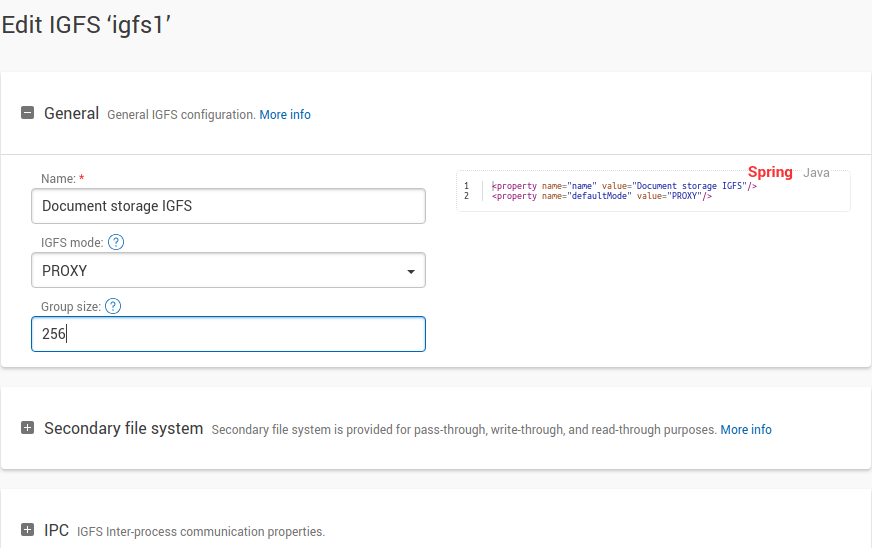 Edit IGFS ‘igfs1’
General General IGFS configuration. More info
Name: *
Document storage IGFS
IGFS mode: ?
PROXY
Group size: ?
256
Spring Java
1 <property name="name" value="Document storage IGFS"/>
2 <property name="defaultMode" value="PROXY"/>
Secondary file system Secondary file system is provided for pass-through, write-through, and read-through purposes. More info
IPC IGFS Inter-process communication properties.